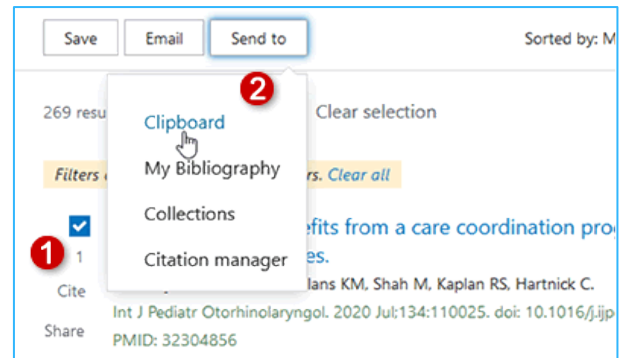 Save Email Send to Sorted by: M
2
269 resu Clear selection
Clipboard
My Bibliography
Filters rs. Clear all
Collections
efits from a care coordination pro
1
1
Citation manager es.
Cite lans KM, Shah M, Kaplan RS, Hartnick C.
Int J Pediatr Otorhinolaryngol. 2020 Jul;134:110025. doi: 10.1016/j.ijp
Share
PMID: 32304856